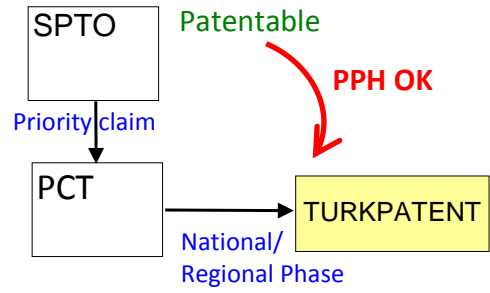 SPTO
Patentable
PPH OK
Priority claim
PCT
TURKPATENT
National/
Regional Phase